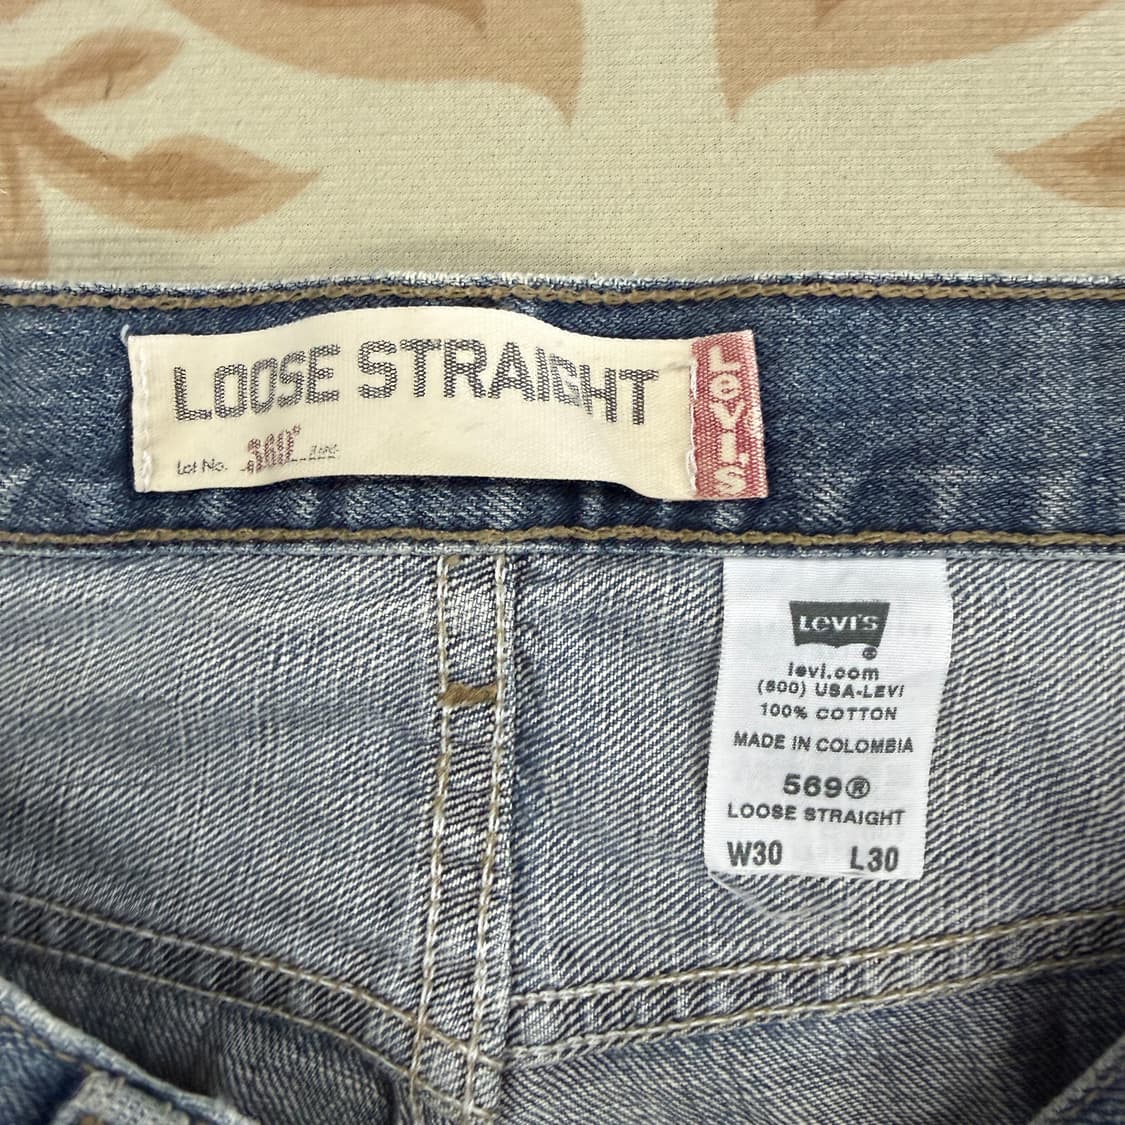 LOOSE STRAIGHT
Lot No. 569®
Levi's
LEVI'S
®
levi.com
(800) USA-LEVI
100% COTTON
MADE IN COLOMBIA
569®
LOOSE STRAIGHT
W30 L30